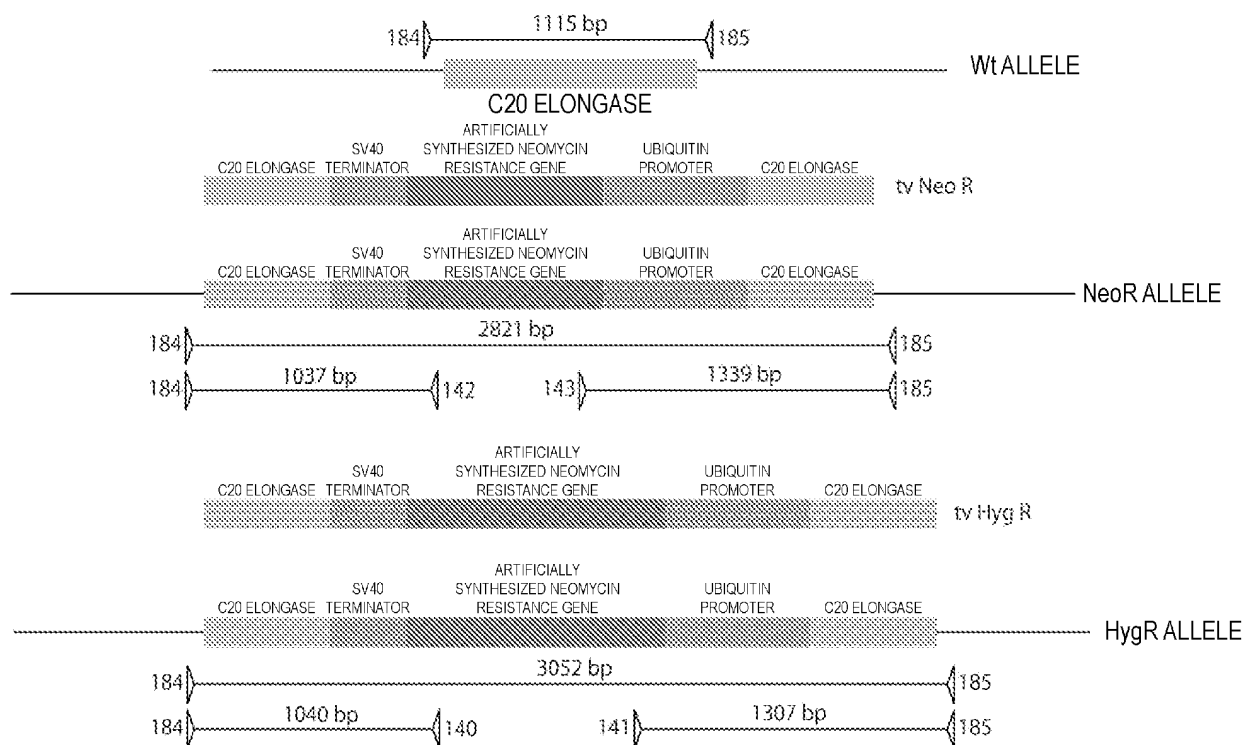 1115 bp
184 185
Wt ALLELE
C20 ELONGASE
ARTIFICIALLY
SV40 SYNTHESIZED NEOMYCIN UBIQUITIN
C20 ELONGASE TERMINATOR RESISTANCE GENE PROMOTER C20 ELONGASE
tv Neo R
ARTIFICIALLY
SV40 SYNTHESIZED NEOMYCIN UBIQUITIN
C20 ELONGASE TERMINATOR RESISTANCE GENE PROMOTER C20 ELONGASE
NeoR ALLELE
2821 bp
184 185
1037 bp 1339 bp
184 142 143 185
ARTIFICIALLY
SV40 SYNTHESIZED NEOMYCIN UBIQUITIN
C20 ELONGASE TERMINATOR RESISTANCE GENE PROMOTER C20 ELONGASE
tv Hyg R
ARTIFICIALLY
SV40 SYNTHESIZED NEOMYCIN UBIQUITIN
C20 ELONGASE TERMINATOR RESISTANCE GENE PROMOTER C20 ELONGASE
HygR ALLELE
3052 bp
184 185
1040 bp 1307 bp
184 140 141 185